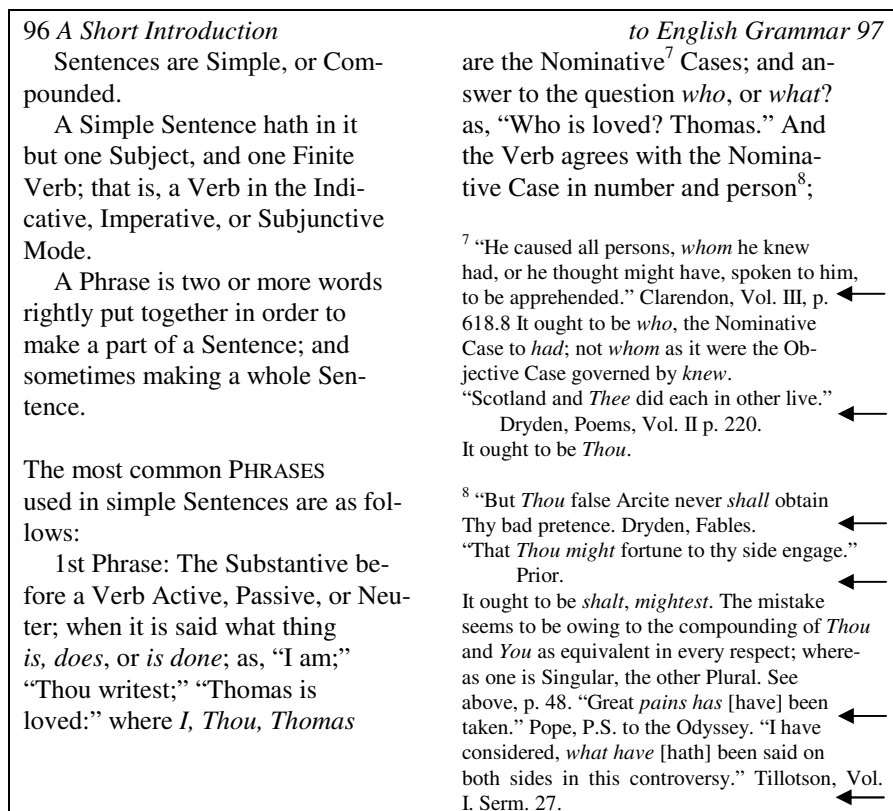 96 A Short Introduction
Sentences are Simple, or Com-
pounded.
A Simple Sentence hath in it
but one Subject, and one Finite
Verb; that is, a Verb in the Indi-
cative, Imperative, or Subjunctive
Mode.
A Phrase is two or more words
rightly put together in order to
make a part of a Sentence; and
sometimes making a whole Sen-
tence.
The most common PHRASES
used in simple Sentences are as fol-
lows:
1st Phrase: The Substantive be-
fore a Verb Active, Passive, or Neu-
ter; when it is said what thing
is, does, or is done; as, “I am;”
“Thou writest;” “Thomas is
loved:” where I, Thou, Thomas
to English Grammar 97
are the Nominative7 Cases; and an-
swer to the question who, or what?
as, “Who is loved? Thomas.” And
the Verb agrees with the Nomina-
tive Case in number and person8;
7 “He caused all persons, whom he knew
had, or he thought might have, spoken to him,
to be apprehended.” Clarendon, Vol. III, p.
618.8 It ought to be who, the Nominative
Case to had; not whom as it were the Ob-
jective Case governed by knew.
“Scotland and Thee did each in other live.”
Dryden, Poems, Vol. II p. 220.
It ought to be Thou.
8 “But Thou false Arcite never shall obtain
Thy bad pretence. Dryden, Fables.
“That Thou might fortune to thy side engage.”
Prior.
It ought to be shalt, mightest. The mistake
seems to be owing to the compounding of Thou
and You as equivalent in every respect; where-
as one is Singular, the other Plural. See
above, p. 48. “Great pains has [have] been
taken.” Pope, P.S. to the Odyssey. “I have
considered, what have [hath] been said on
both sides in this controversy.” Tillotson, Vol.
I. Serm. 27.